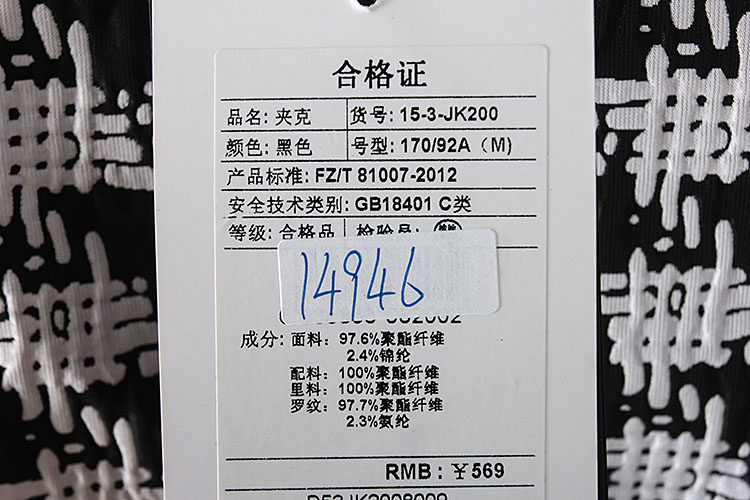 合格证
品名: 夹克 货号: 15-3-JK200
颜色: 黑色 号型: 170/92A（M）
产品标准: FZ/T 81007-2012
安全技术类别: GB18401 C类
等级: 合格品 检验号:
14946
成分: 面料: 97.6%聚酯纤维
2.4%锦纶
配料: 100%聚酯纤维
里料: 100%聚酯纤维
罗纹: 97.7%聚酯纤维
2.3%氨纶
RMB : ¥569